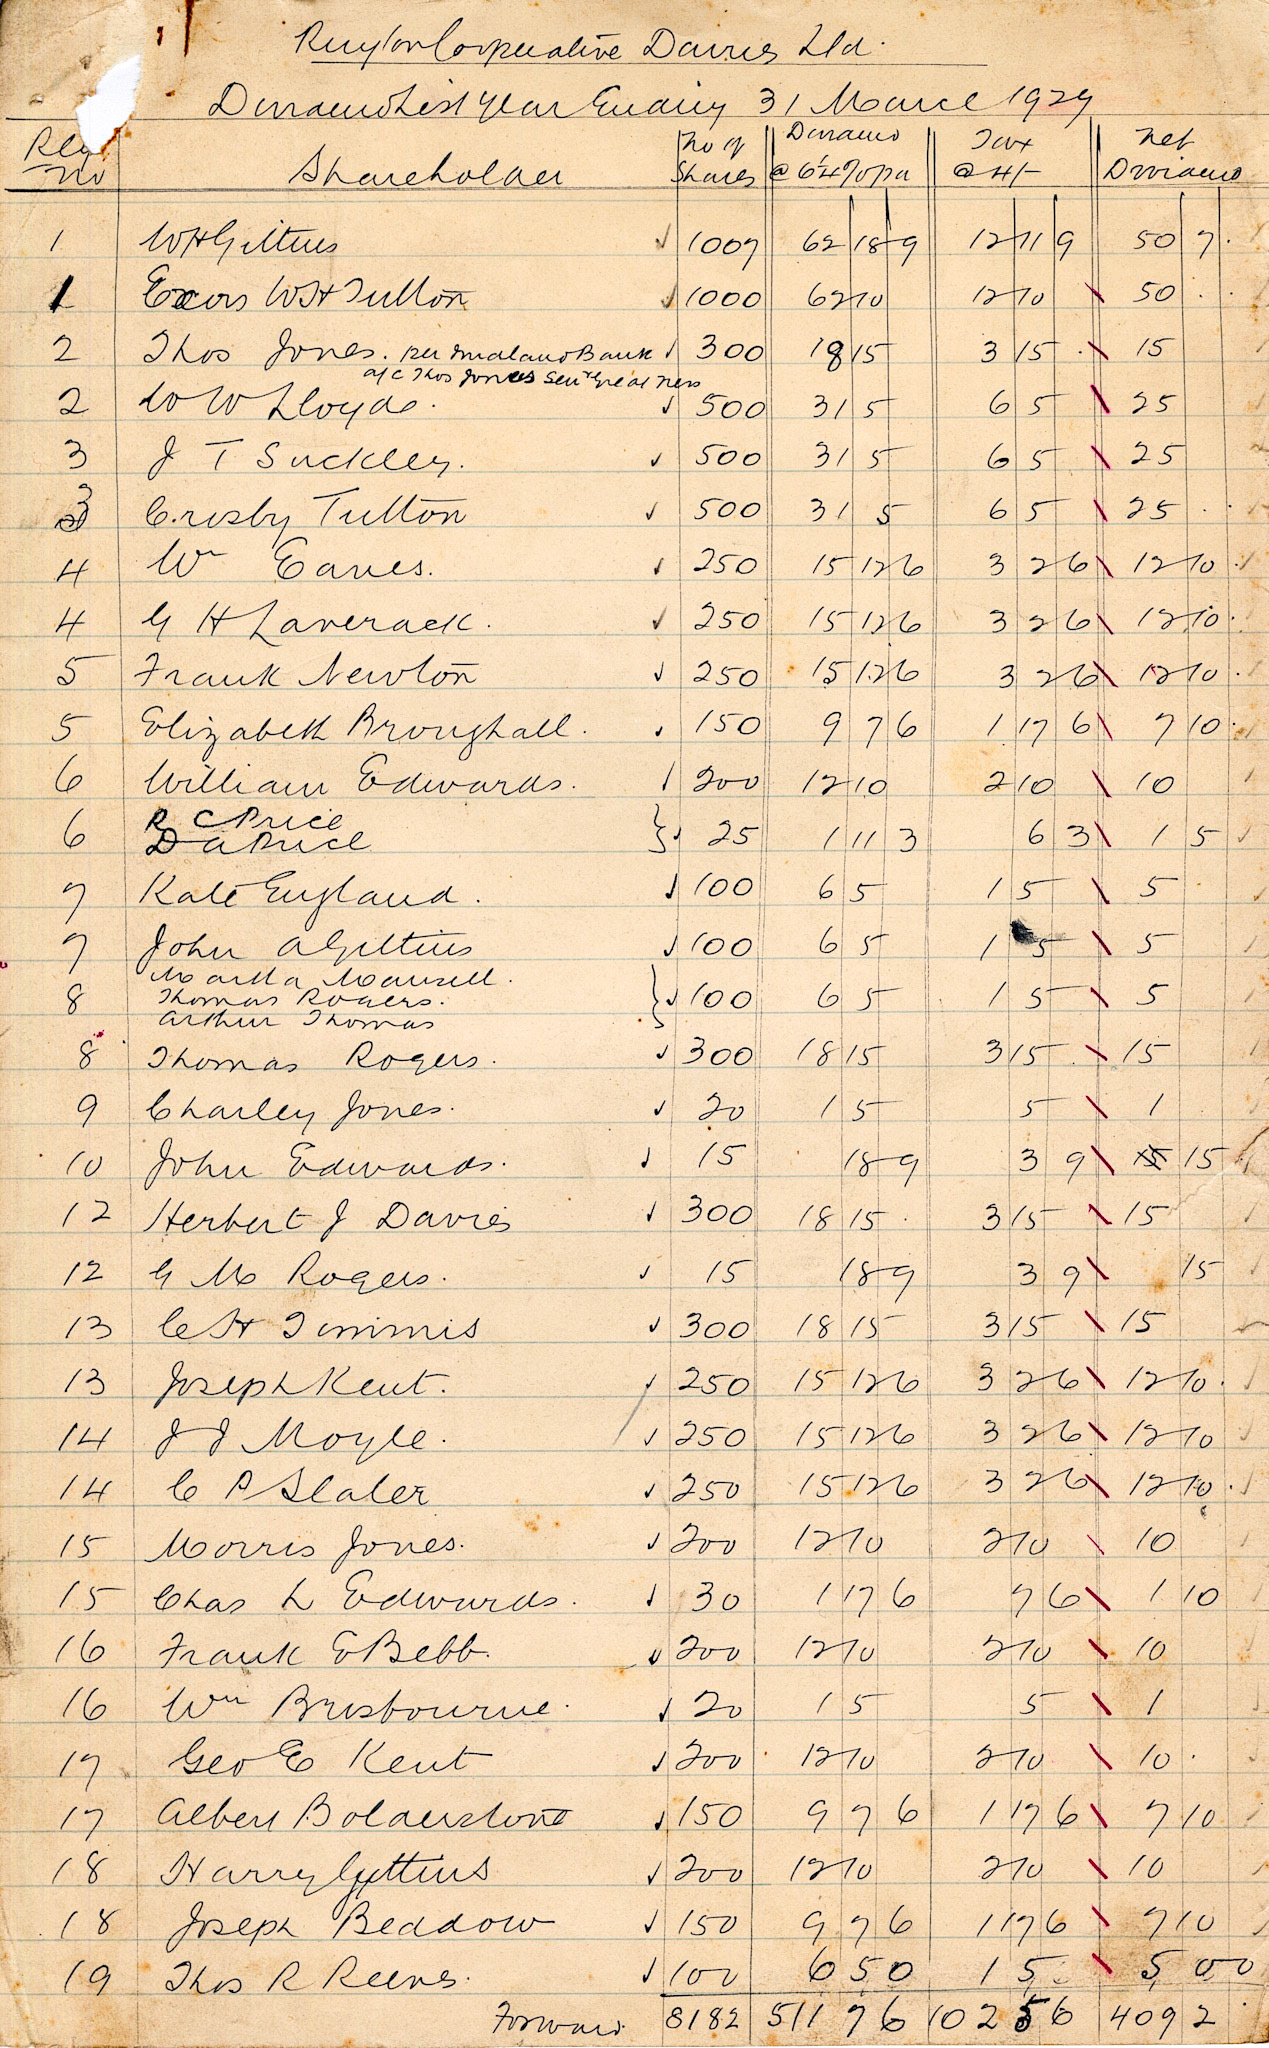 Ruyton Cooperative Dairies Ltd.
Dividend List Year Ending 31 March 1929
Reg No Shareholder No of Shares Dividend @ 6¼% pa Tax @ 4/- Net Dividend
1 W H Gittins ✓ 1007 62 18 9 12 11 9 50 7
1 Exors W H Tutton ✓ 1000 62 10 12 10 50
2 Thos Jones. per Midland Bank ✓ 300 18 15 3 15 15
a/c Thos Jones Senr Great Ness
2 W W Lloyds. ✓ 500 31 5 6 5 25
3 J T Suckley. ✓ 500 31 5 6 5 25
3 Crosby Tutton ✓ 500 31 5 6 5 25
4 Wm Eaves. ✓ 250 15 12 6 3 2 6 12 10
4 G H Laverack. ✓ 250 15 12 6 3 2 6 12 10
5 Frank Newton ✓ 250 15 12 6 3 2 6 12 10
5 Elizabeth Broughall. ✓ 150 9 7 6 1 17 6 7 10
6 William Edwards. ✓ 200 12 10 2 10 10
6 R C Price
D A Price } ✓ 25 1 11 3 6 3 1 5
7 Kate England. ✓ 100 6 5 1 5 5
7 John A Gittins ✓ 100 6 5 1 5 5
8 Martha Mansell.
Thomas Rogers. } ✓ 100 6 5 1 5 5
Arthur Thomas
8 Thomas Rogers. ✓ 300 18 15 3 15 15
9 Charley Jones. ✓ 20 1 5 5 1
10 John Edwards. ✓ 15 18 9 3 9 15
12 Herbert J Davies ✓ 300 18 15 3 15 15
12 G M Rogers. ✓ 15 18 9 3 9 15
13 C H Timmis ✓ 300 18 15 3 15 15
13 Joseph Kent. ✓ 250 15 12 6 3 2 6 12 10
14 J J Moyle. ✓ 250 15 12 6 3 2 6 12 10
14 C P Slater ✓ 250 15 12 6 3 2 6 12 10
15 Morris Jones. ✓ 200 12 10 2 10 10
15 Chas L Edwards. ✓ 30 1 17 6 7 6 1 10
16 Frank E Bebb. ✓ 200 12 10 2 10 10
16 Wm Brisbourne. ✓ 20 1 5 5 1
17 Geo E Kent ✓ 200 12 10 2 10 10
17 Albert Bolderstone ✓ 150 9 7 6 1 17 6 7 10
18 Harry Gittins ✓ 200 12 10 2 10 10
18 Joseph Beddow ✓ 150 9 7 6 1 17 6 7 10
19 Thos R Reeves. ✓ 100 6 5 0 1 5 5 0 0
Forward 8182 511 7 6 102 5 6 409 2